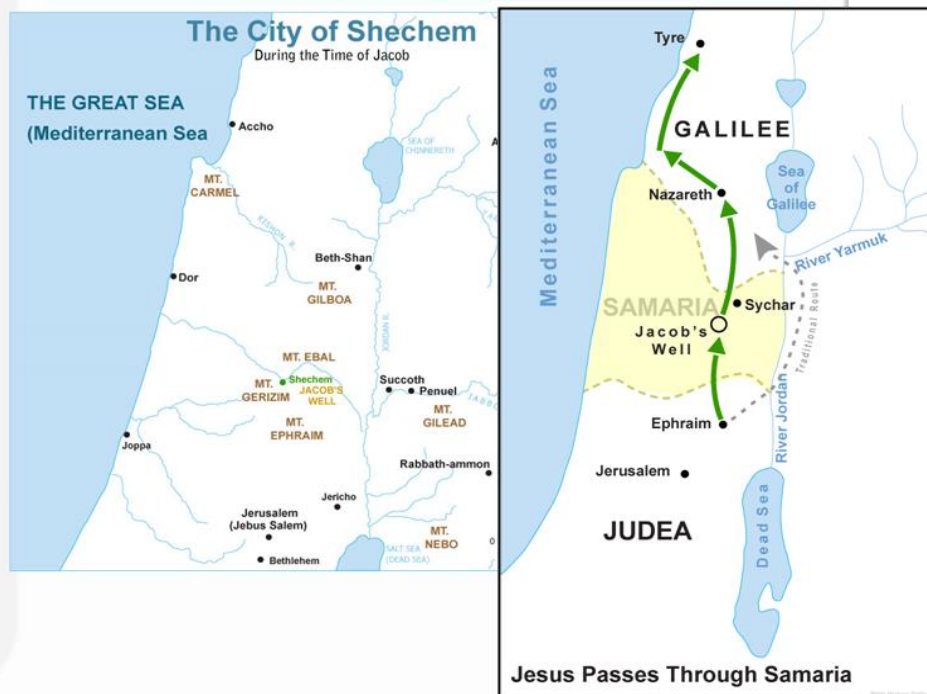 The City of Shechem
During the Time of Jacob
THE GREAT SEA
(Mediterranean Sea
Accho
SEA OF
CHINNERETH
A
MT.
CARMEL
KISHON R.
Beth-Shan
Dor
MT.
GILBOA
JORDAN R.
MT. EBAL
Shechem
JACOB'S
WELL
MT.
GERIZIM
Succoth
Penuel
JABBO
MT.
EPHRAIM
MT.
GILEAD
Joppa
Rabbath-ammon
Jericho
Jerusalem
(Jebus Salem)
MT.
NEBO
Bethlehem
SALT SEA
(DEAD SEA)
Tyre
Mediterranean Sea
GALILEE
Sea
of
Galilee
Nazareth
River Yarmuk
SAMARIA
Sychar
Jacob's
Well
Traditional Route
Ephraim
River Jordan
Jerusalem
JUDEA
Dead Sea
Jesus Passes Through Samaria